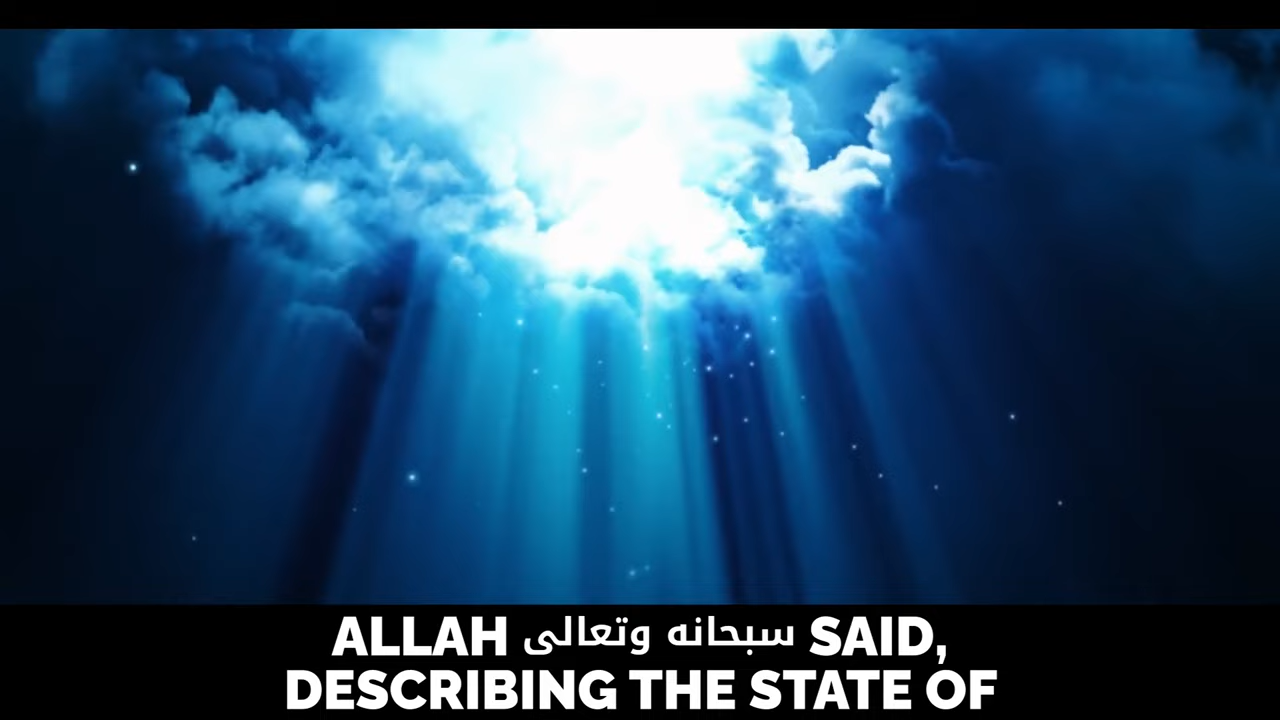 ALLAH سبحانه وتعالى SAID,
DESCRIBING THE STATE OF